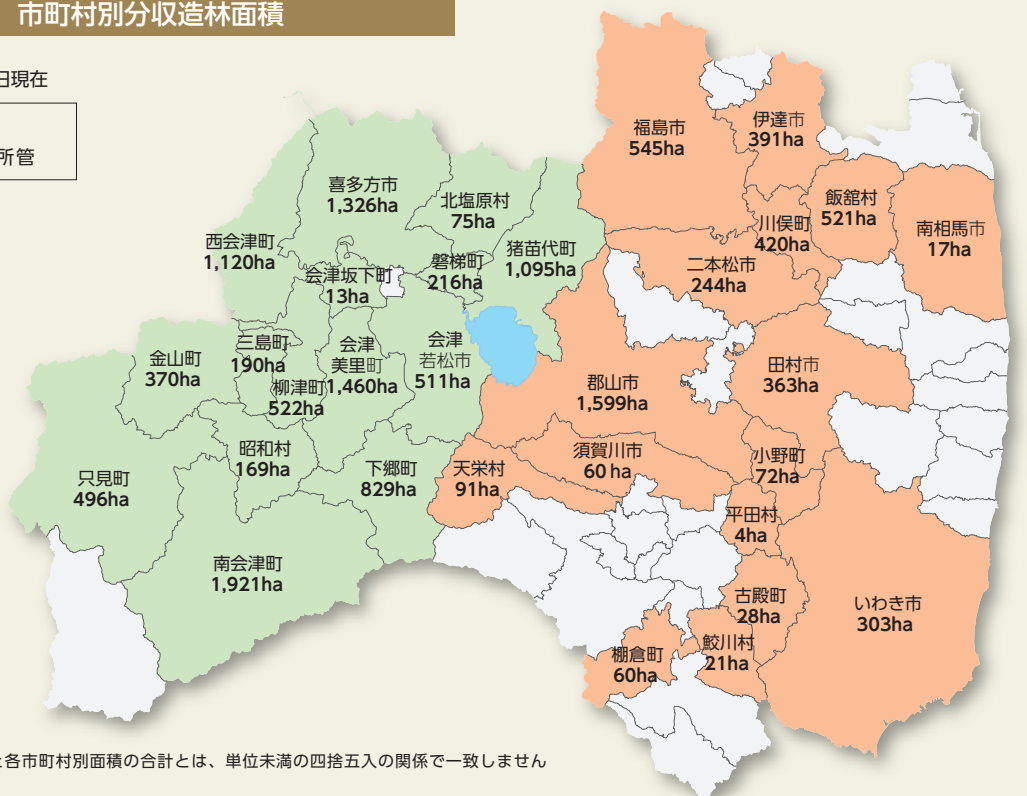 市町村別分収造林面積
日現在
所管
福島市
545ha
伊達市
391ha
喜多方市
1,326ha
北塩原村
75ha
飯舘村
521ha
川俣町
420ha
南相馬市
17ha
西会津町
1,120ha
猪苗代町
1,095ha
磐梯町
216ha
二本松市
244ha
会津坂下町
13ha
三島町
190ha
会津
美里町
1,460ha
会津
若松市
511ha
金山町
370ha
柳津町
522ha
郡山市
1,599ha
田村市
363ha
昭和村
169ha
下郷町
829ha
天栄村
91ha
須賀川市
60 ha
小野町
72ha
只見町
496ha
平田村
4ha
南会津町
1,921ha
古殿町
28ha
いわき市
303ha
鮫川村
21ha
棚倉町
60ha
と各市町村別面積の合計とは、単位未満の四捨五入の関係で一致しません